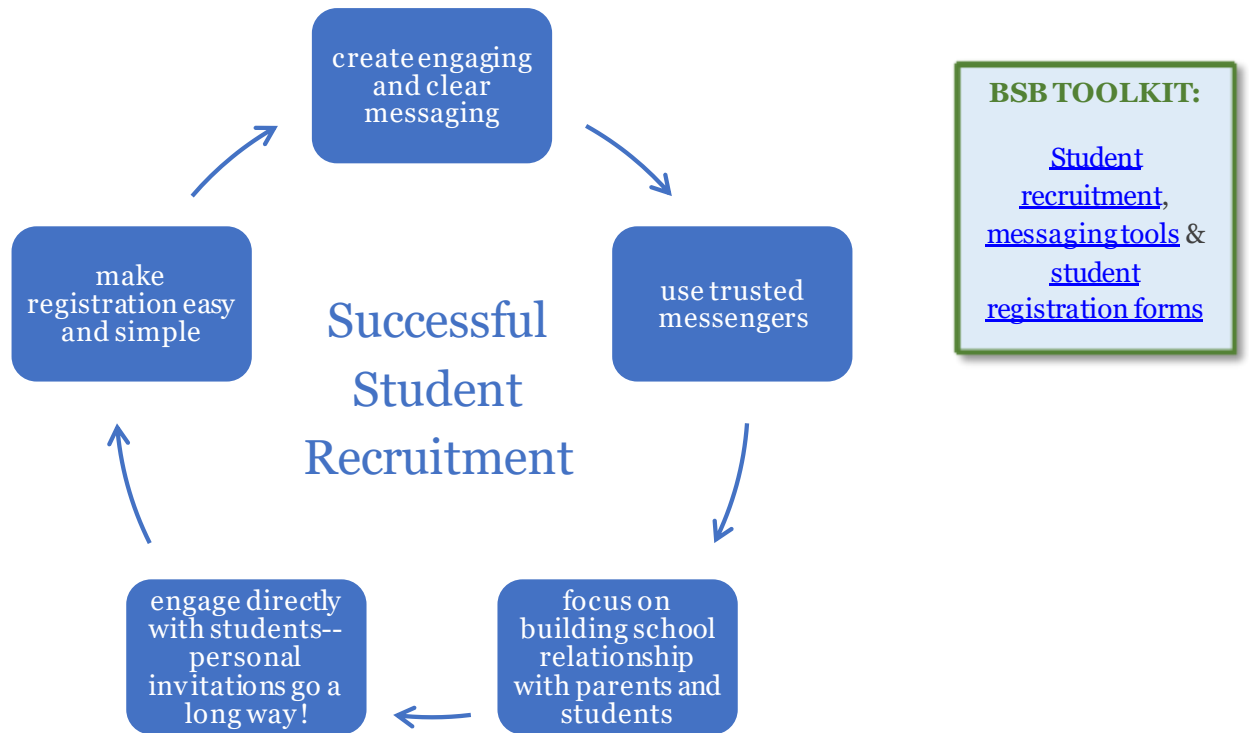 create engaging
and clear
messaging
use trusted
messengers
focus on
building school
relationship
with parents and
students
engage directly
with students--
personal
invitations go a
long way!
make
registration easy
and simple
Successful
Student
Recruitment
BSB TOOLKIT:
Student
recruitment,
messaging tools &
student
registration forms